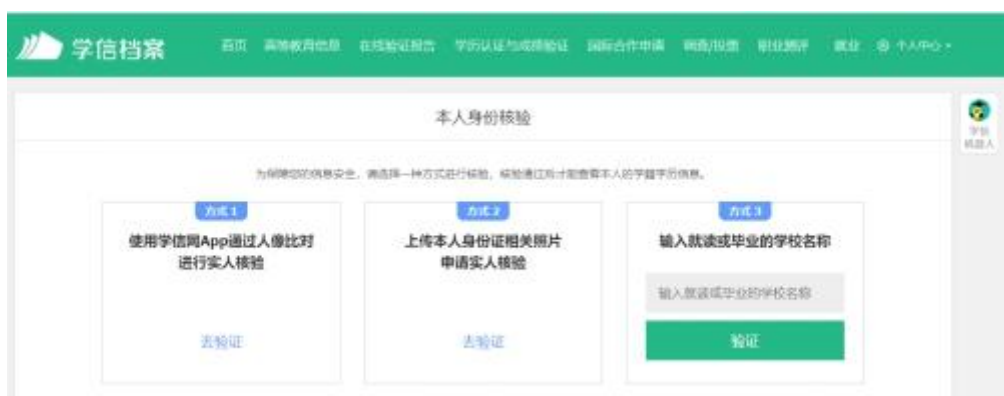 学信档案
首页 高等教育信息 在线验证报告 学历认证与成绩验证 国际合作申请 调查/投票 职业测评 就业 个人中心
本人身份核验
学信
机器人
为保障您的信息安全，请选择一种方式进行核验，核验通过后才能查看本人的学籍学历信息。
方式 1
使用学信网App通过人像比对
进行实人核验
去验证
方式 2
上传本人身份证相关照片
申请实人核验
去验证
方式 3
输入就读或毕业的学校名称
输入就读或毕业的学校名称
验证